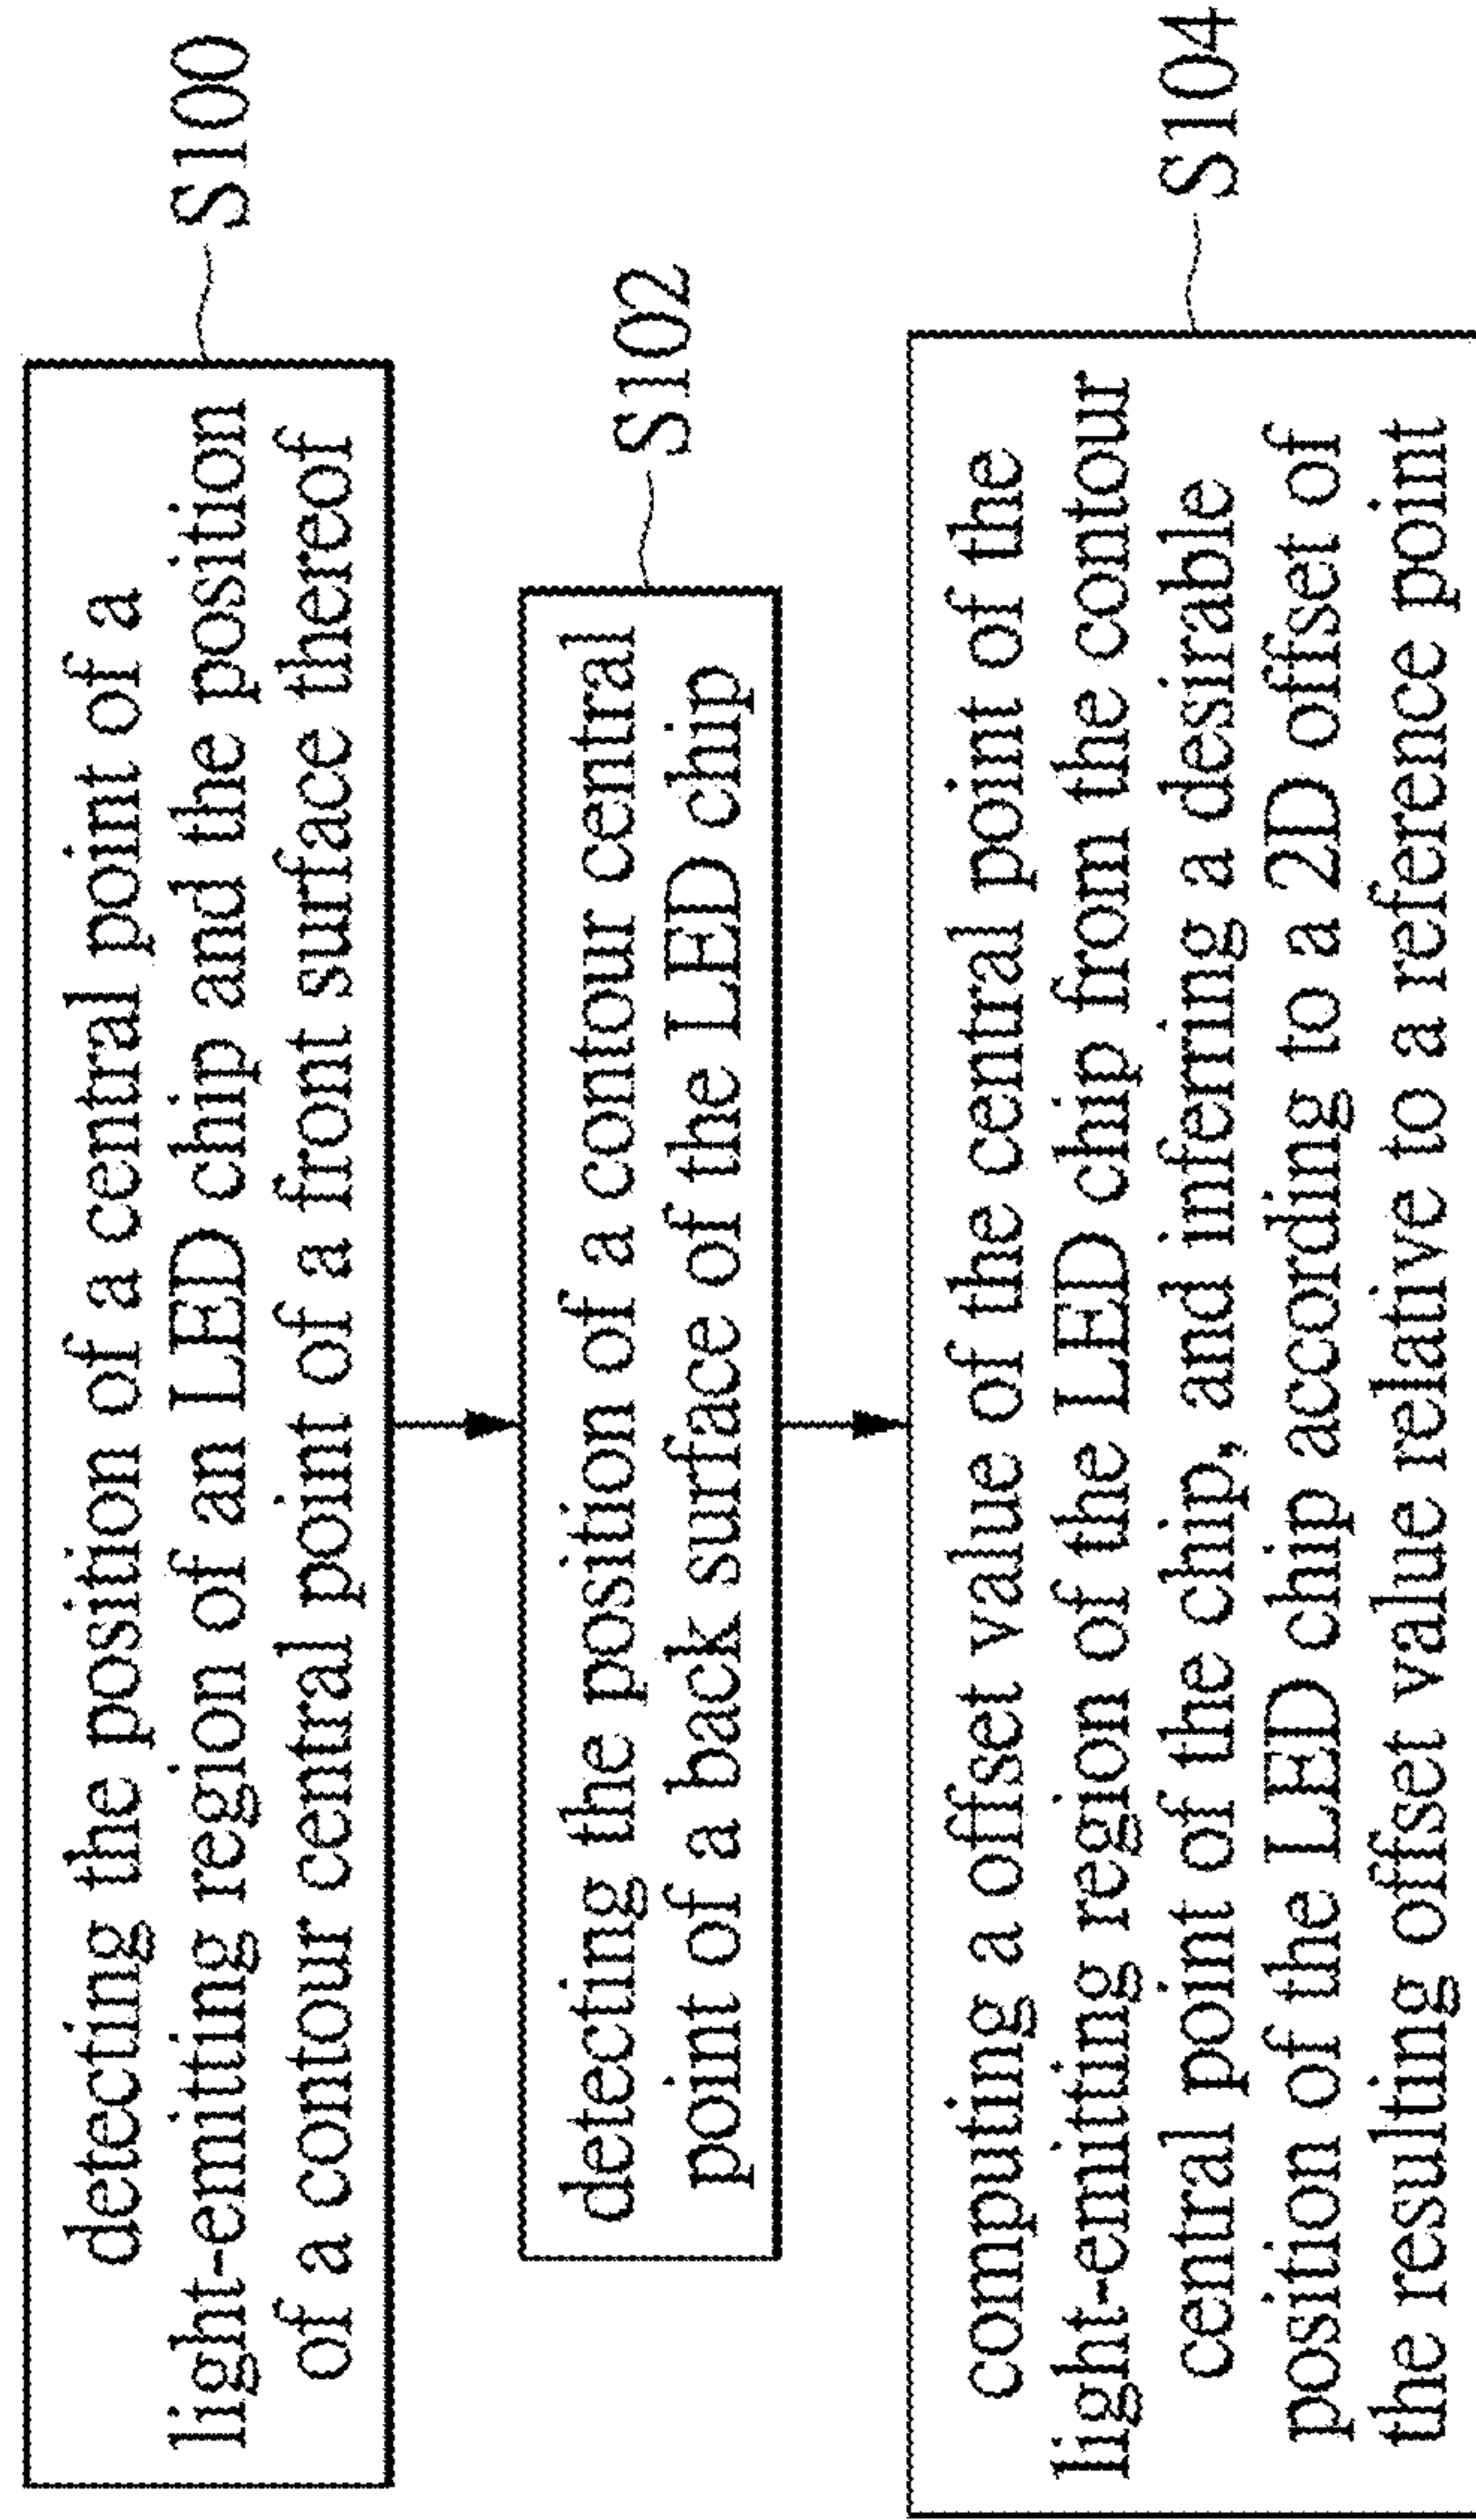 detecting the position of a central point of a
light-emitting region of an LED chip and the position
of a contour central point of a front surface thereof
S100
detecting the position of a contour central
point of a back surface of the LED chip
S102
computing a offset value of the central point of the
light-emitting region of the LED chip from the contour
central point of the chip, and inferring a desirable
position of the LED chip according to a 2D offset of
the resulting offset value relative to a reference point
S104